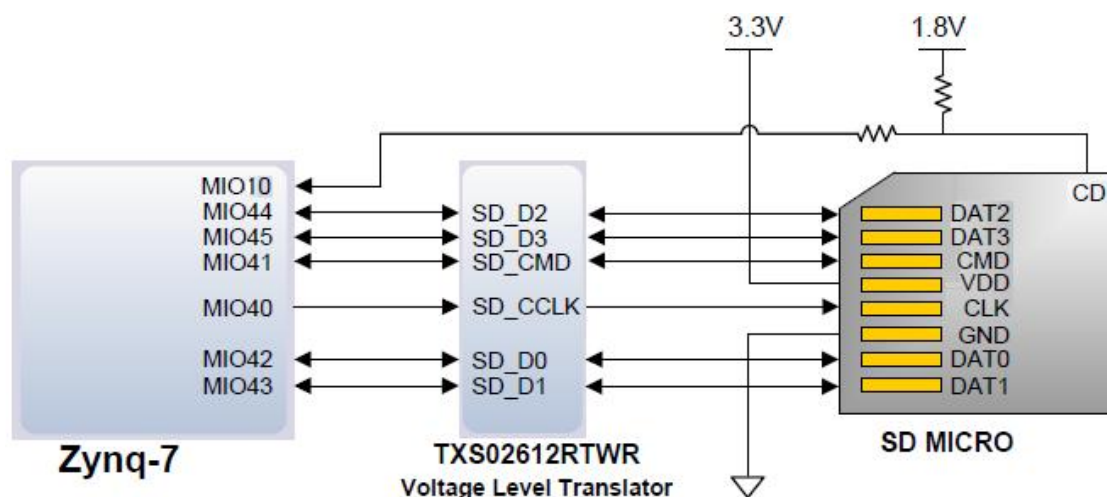 3.3V
1.8V
CD
MIO10
MIO44
MIO45
MIO41
MIO40
MIO42
MIO43
SD_D2
SD_D3
SD_CMD
SD_CCLK
SD_D0
SD_D1
DAT2
DAT3
CMD
VDD
CLK
GND
DAT0
DAT1
Zynq-7
TXS02612RTWR
Voltage Level Translator
SD MICRO